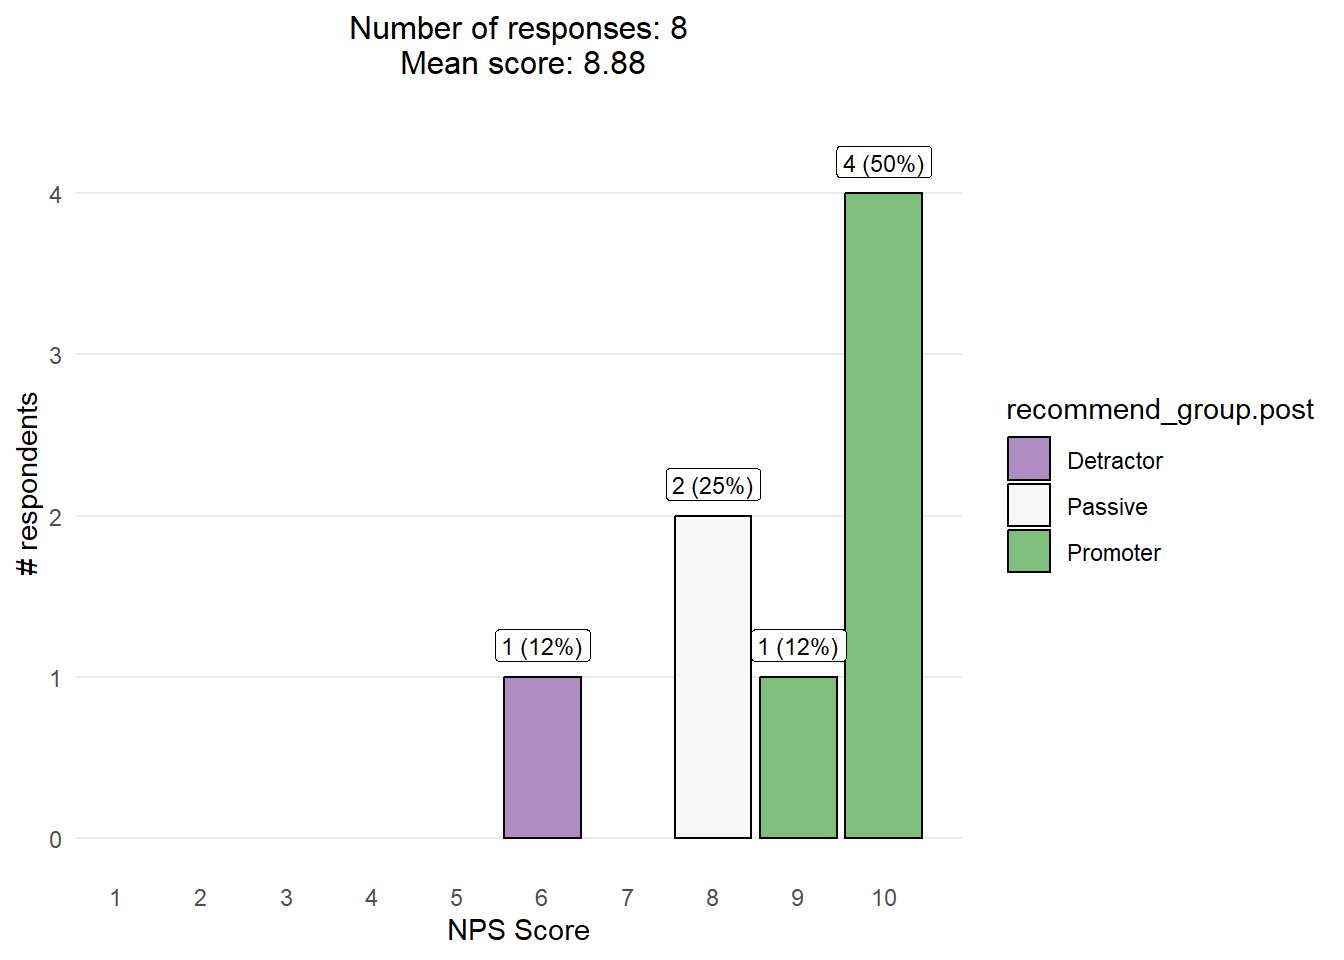 Number of responses: 8
Mean score: 8.88
4 (50%)
4
3
2 (25%)
2
1 (12%)
1 (12%)
1
0
# respondents
1 2 3 4 5 6 7 8 9 10
NPS Score
recommend_group.post
Detractor
Passive
Promoter